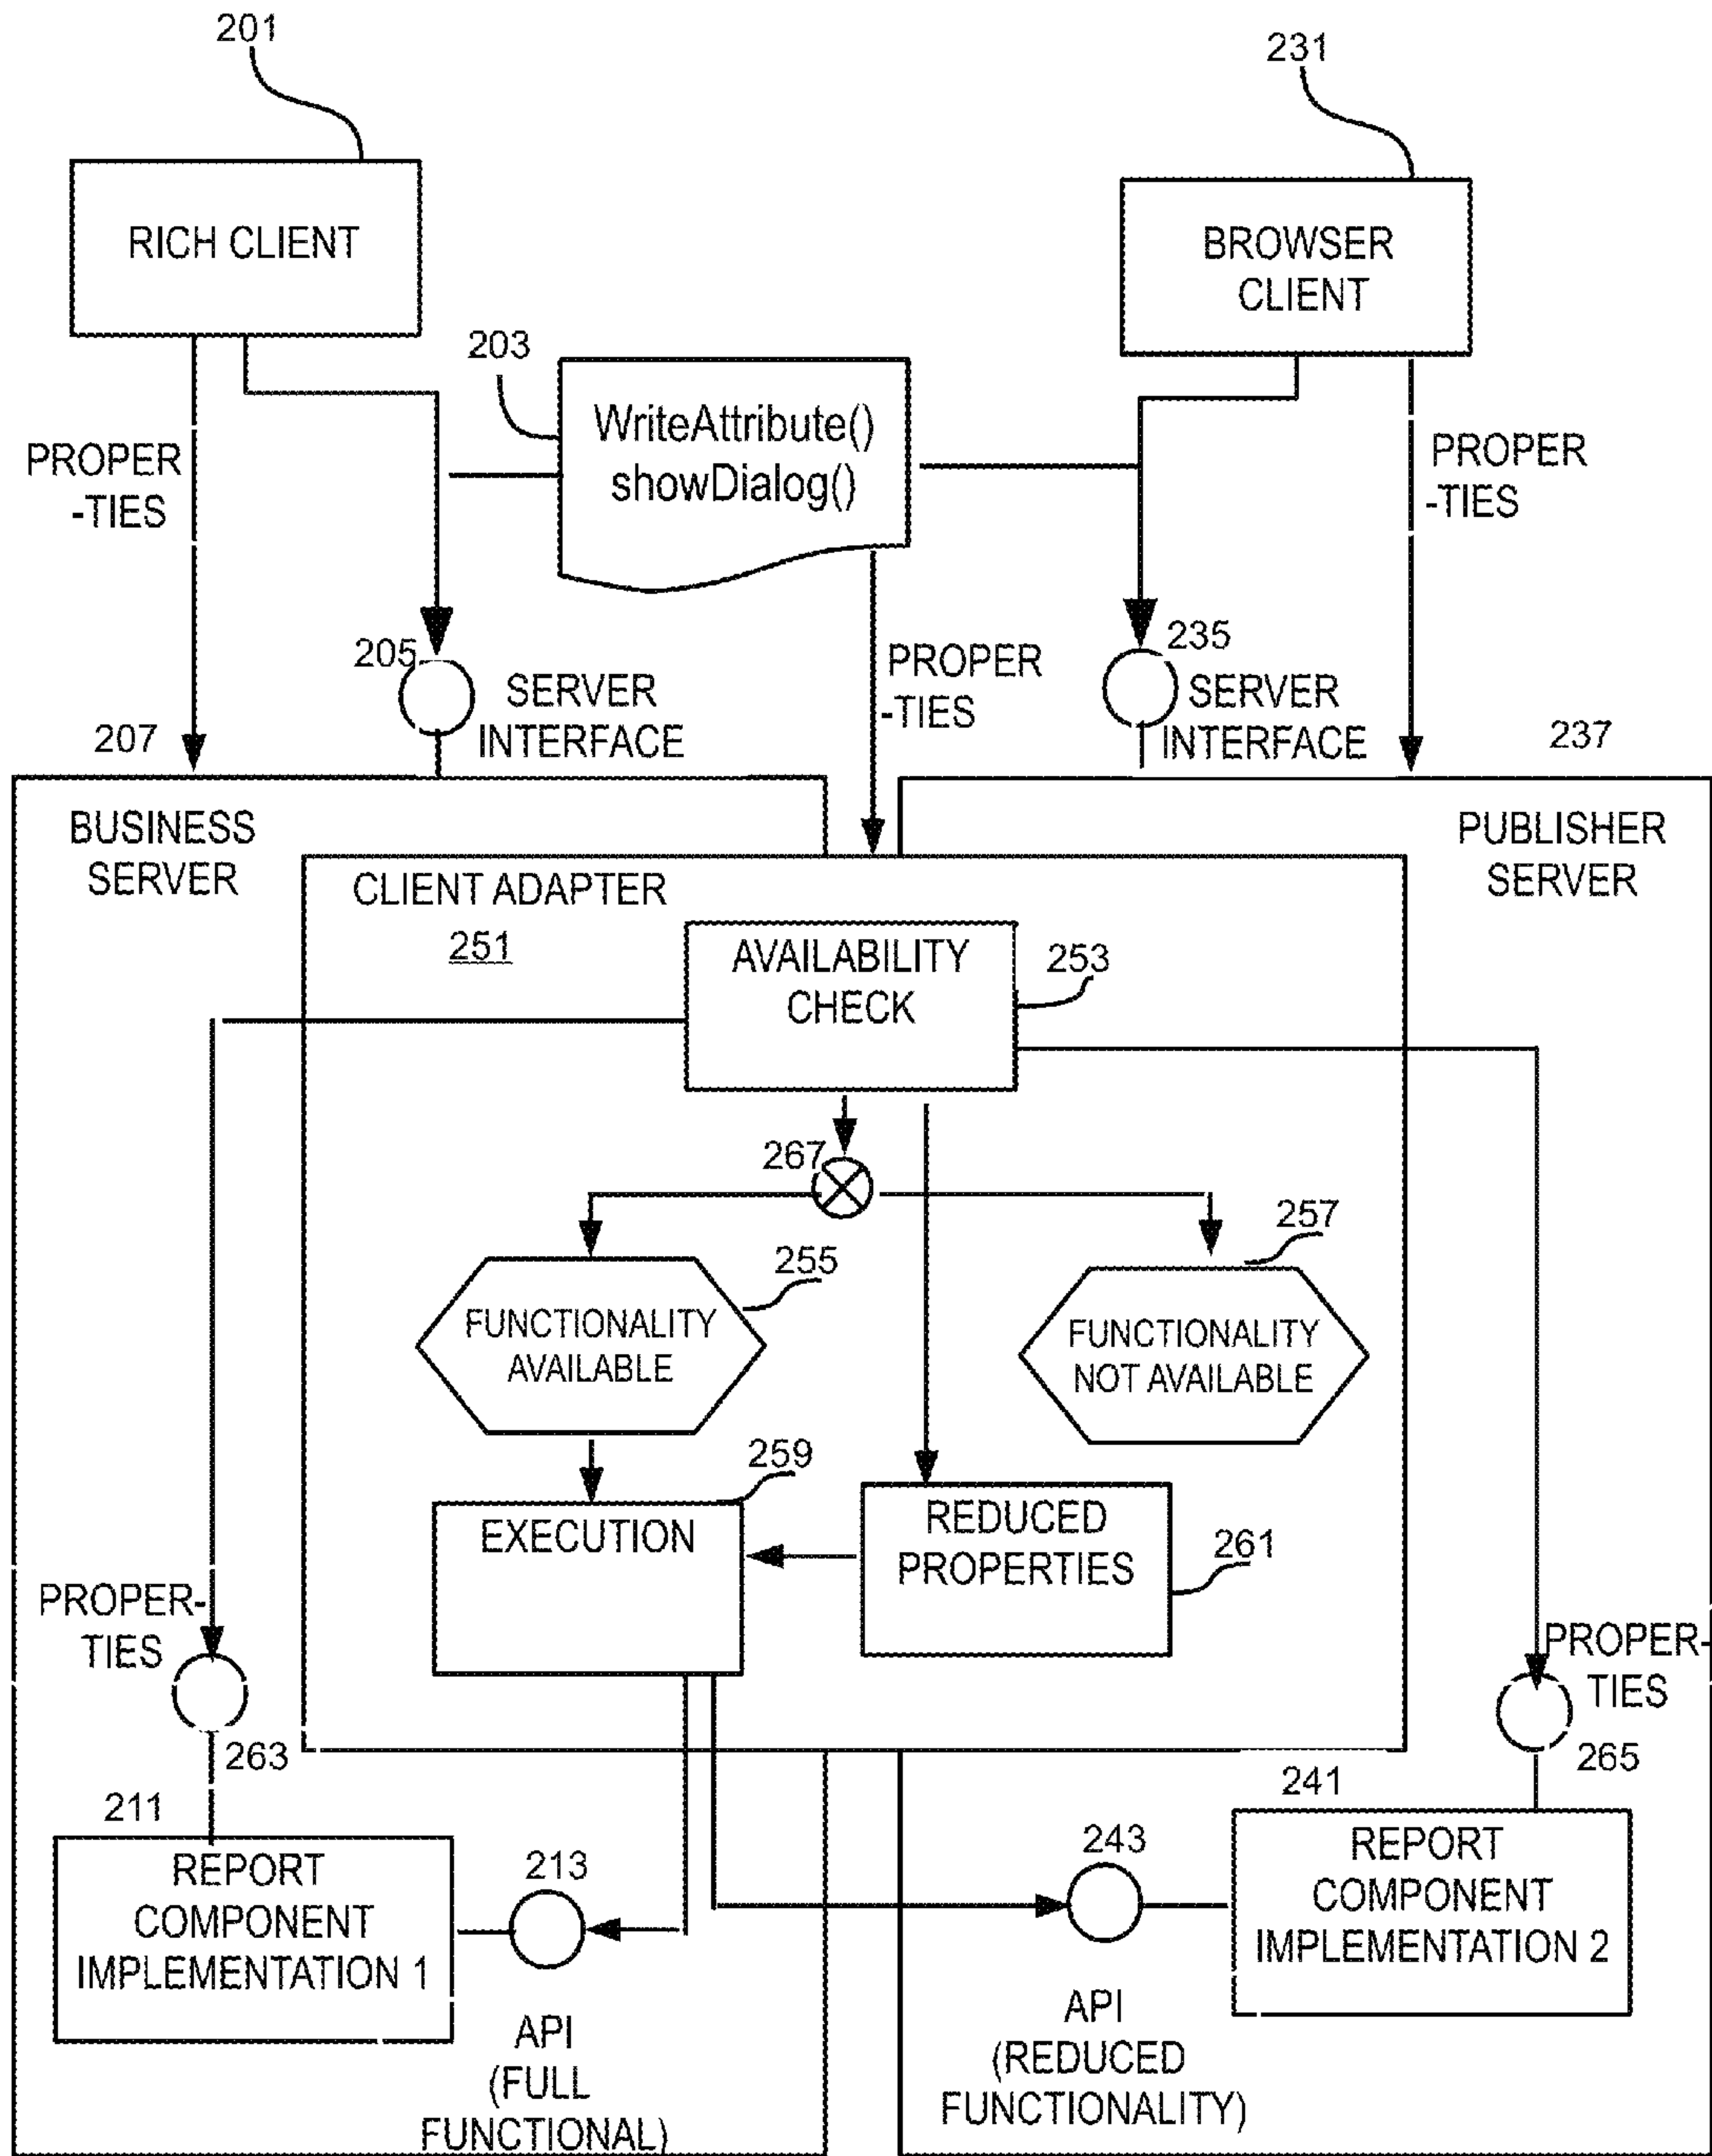 201
231
RICH CLIENT
BROWSER
CLIENT
203
WriteAttribute()
showDialog()
PROPER
-TIES
PROPER
-TIES
205
SERVER
INTERFACE
PROPER
-TIES
235
SERVER
INTERFACE
207
237
BUSINESS
SERVER
PUBLISHER
SERVER
CLIENT ADAPTER
251
AVAILABILITY
CHECK
253
267
257
255
FUNCTIONALITY
AVAILABLE
FUNCTIONALITY
NOT AVAILABLE
259
EXECUTION
REDUCED
PROPERTIES
261
PROPER-
TIES
PROPER-
TIES
263
265
211
241
REPORT
COMPONENT
IMPLEMENTATION 1
213
243
REPORT
COMPONENT
IMPLEMENTATION 2
API
(FULL
FUNCTIONAL)
API
(REDUCED
FUNCTIONALITY)